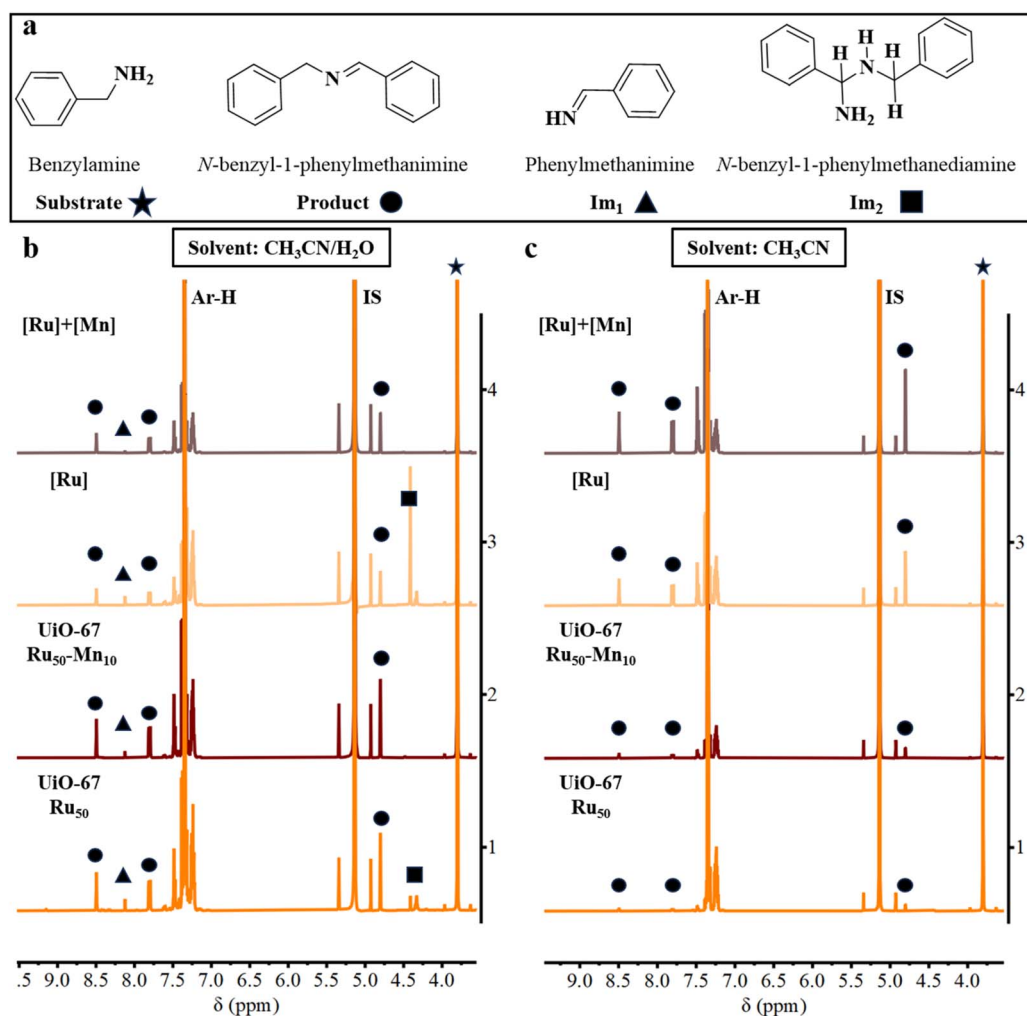 a
NH2
N
HN
H
H
N
H
H
NH2
Benzylamine
N-benzyl-1-phenylmethanimine
Phenylmethanimine
N-benzyl-1-phenylmethanediamine
Substrate
Product
Im1
Im2
b
Solvent: CH3CN/H2O
Ar-H
IS
[Ru]+[Mn]
4
[Ru]
3
UiO-67
Ru50-Mn10
2
UiO-67
Ru50
1
.0 8.5 8.0 7.5 7.0 6.5 6.0 5.5 5.0 4.5 4.0
δ (ppm)
c
Solvent: CH3CN
Ar-H
IS
[Ru]+[Mn]
4
[Ru]
3
UiO-67
Ru50-Mn10
2
UiO-67
Ru50
1
9.0 8.5 8.0 7.5 7.0 6.5 6.0 5.5 5.0 4.5 4.0
δ (ppm)